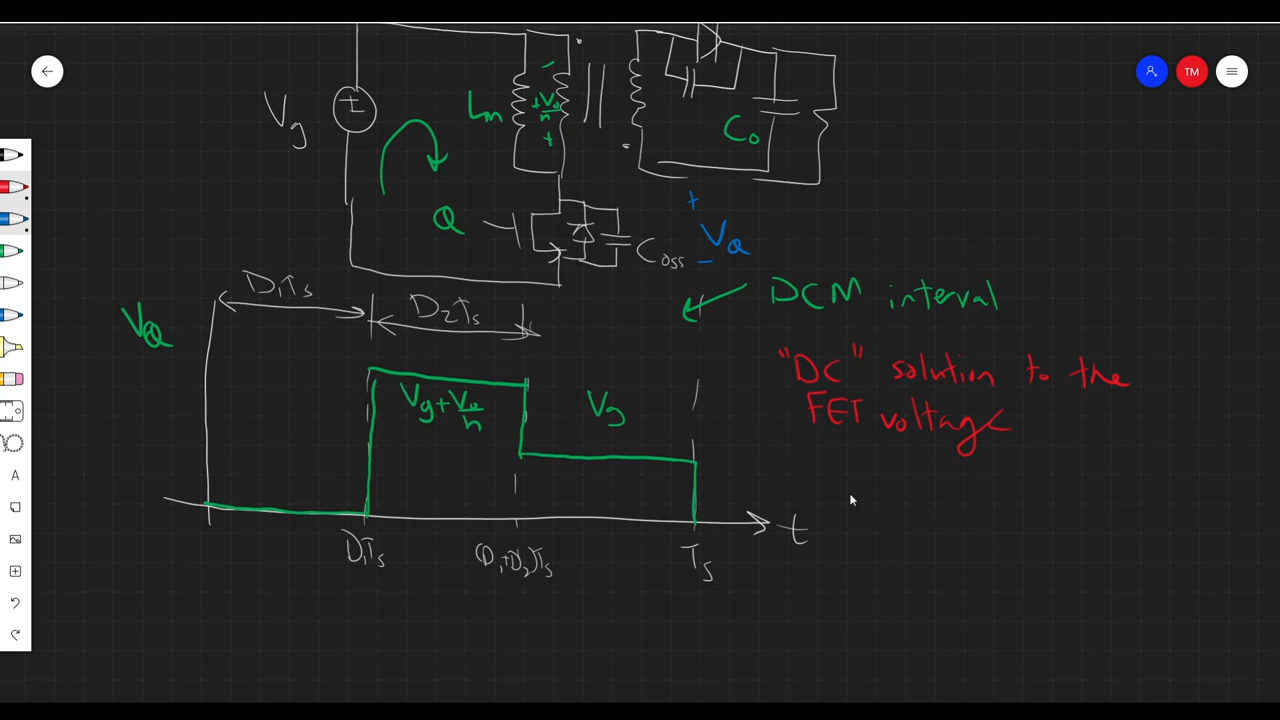 TM
Vg
+
Lm
-
+Vo/n
+
Co
Q
Coss
+
VQ
-
D1Ts
D2Ts
DCM interval
VQ
"DC" solution to the
FET voltage
Vg+Vo/n
Vg
D1Ts
(D1+D2)Ts
Ts
t
A